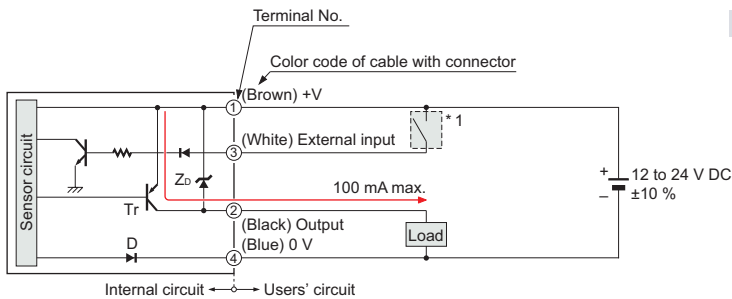 Terminal No.
Color code of cable with connector
(Brown) +V
1
* 1
(White) External input
3
Sensor circuit
ZD
100 mA max.
+ 12 to 24 V DC
– ±10 %
Tr
2
(Black) Output
Load
(Blue) 0 V
D
4
Internal circuit
Users' circuit